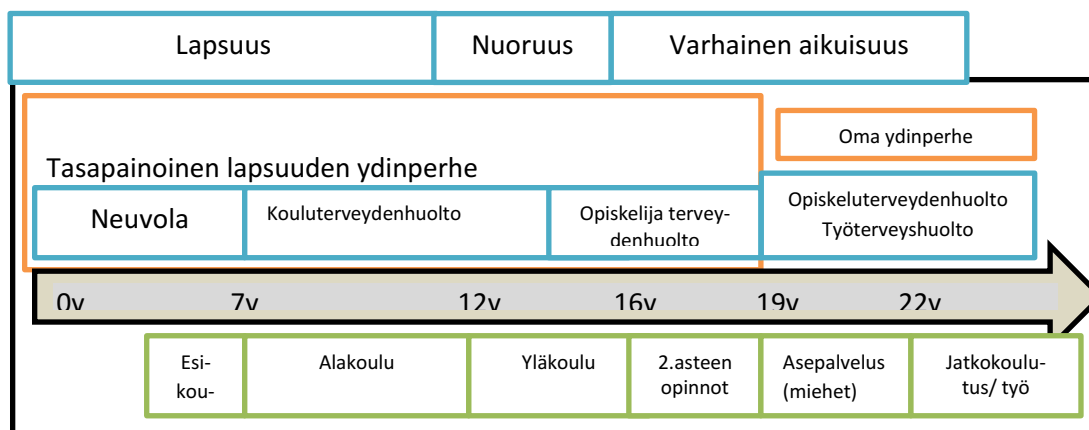 Lapsuus
Nuoruus
Varhainen aikuisuus
Oma ydinperhe
Tasapainoinen lapsuuden ydinperhe
Neuvola
Kouluterveydenhuolto
Opiskelija tervey-
denhuolto
Opiskeluterveydenhuolto
Työterveyshuolto
0v
7v
12v
16v
19v
22v
Esi-
kou-
Alakoulu
Yläkoulu
2.asteen
opinnot
Asepalvelus
(miehet)
Jatkokoulu-
tus/ työ